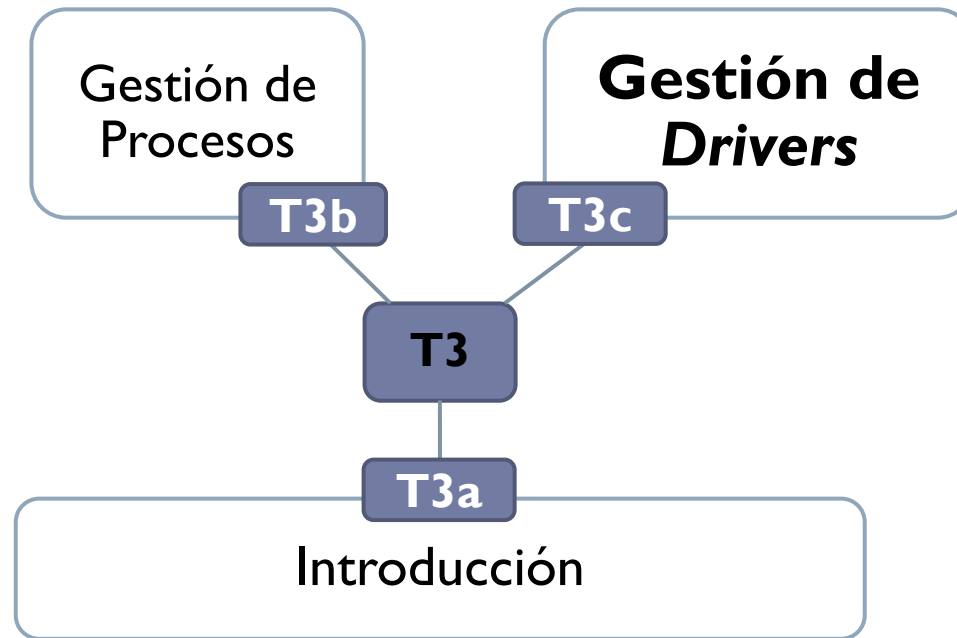 Gestión de
Procesos
T3b
Gestión de
Drivers
T3c
T3
T3a
Introducción